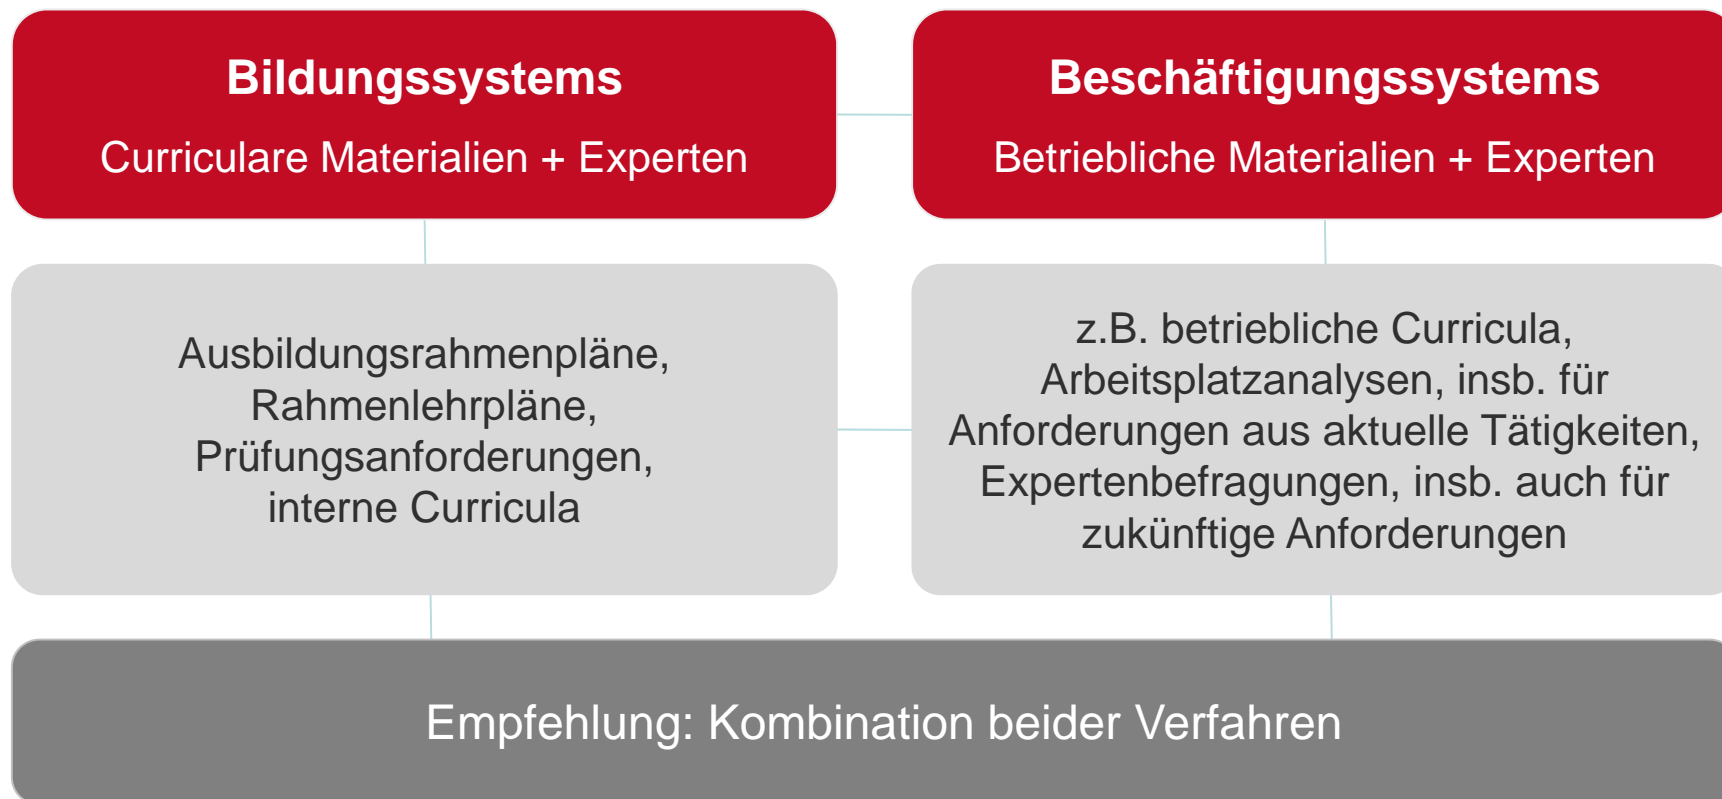 Bildungssystems
Curriculare Materialien + Experten
Beschäftigungssystems
Betriebliche Materialien + Experten
Ausbildungsrahmenpläne,
Rahmenlehrpläne,
Prüfungsanforderungen,
interne Curricula
z.B. betriebliche Curricula,
Arbeitsplatzanalysen, insb. für
Anforderungen aus aktuelle Tätigkeiten,
Expertenbefragungen, insb. auch für
zukünftige Anforderungen
Empfehlung: Kombination beider Verfahren